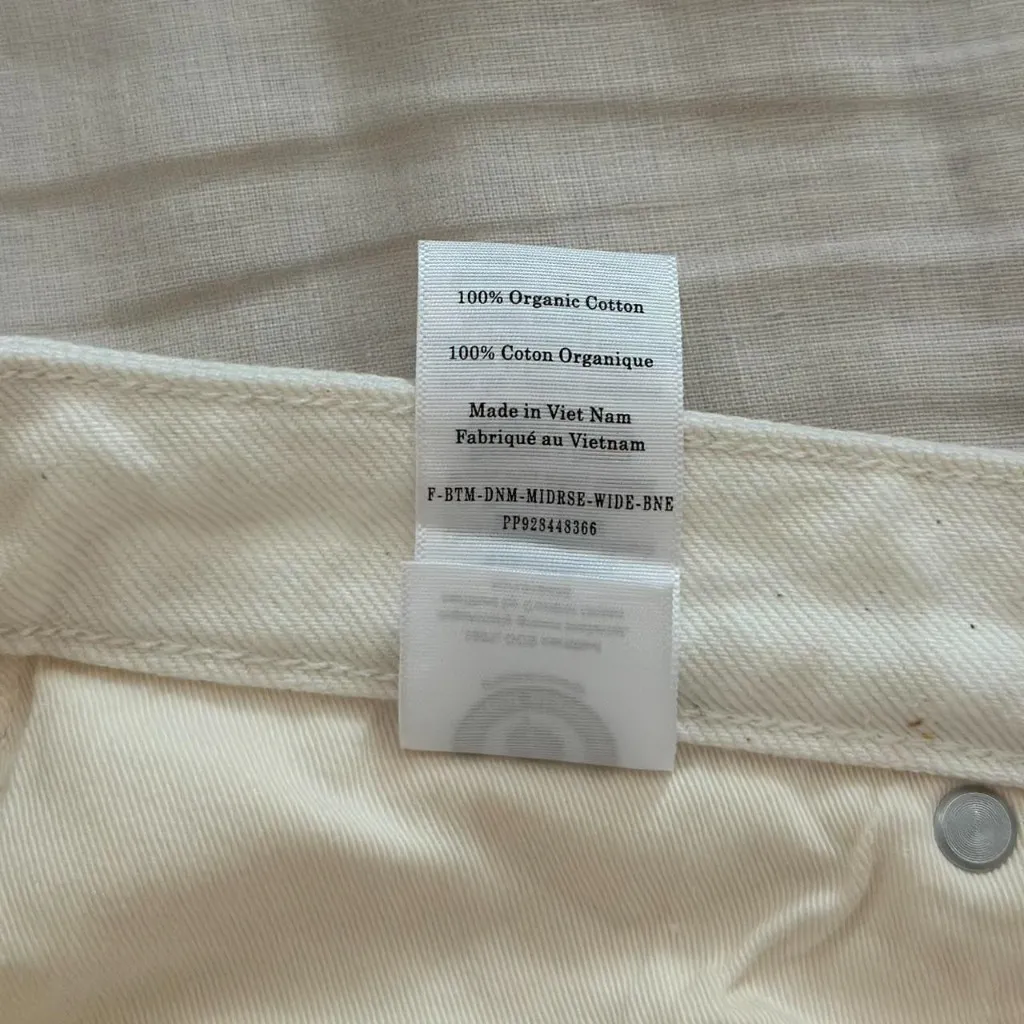 100% Organic Cotton
100% Coton Organique
Made in Viet Nam
Fabriqué au Vietnam
F-BTM-DNM-MIDRSE-WIDE-BNE
PP928448366